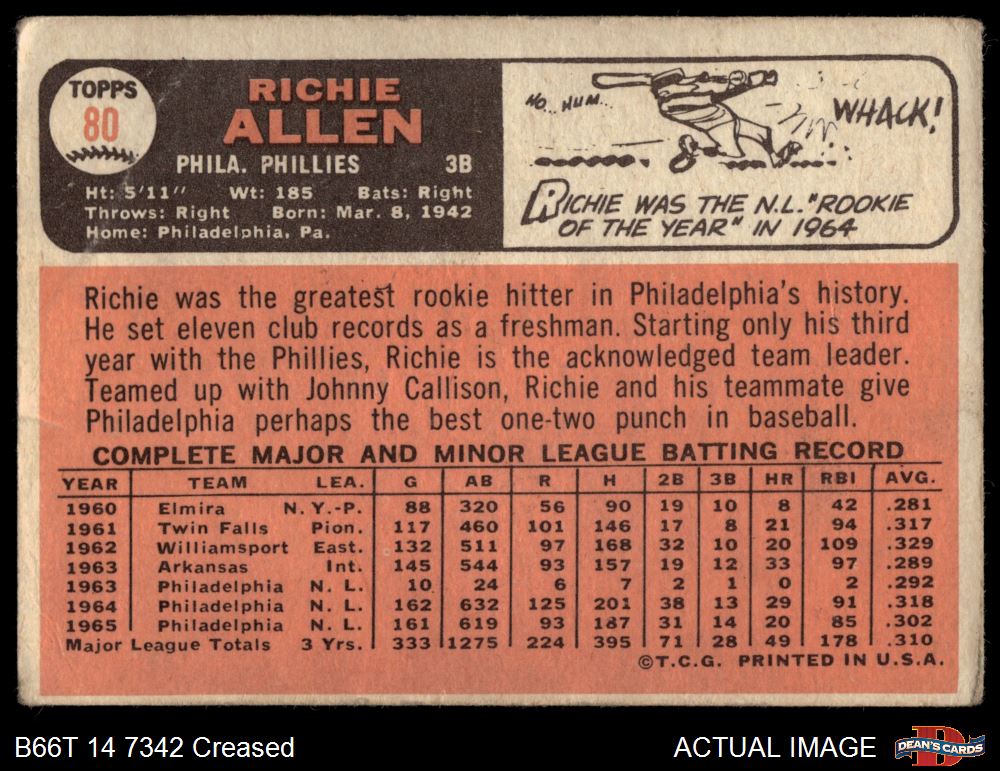 TOPPS
80
RICHIE
ALLEN
PHILA. PHILLIES 3B
Ht: 5'11" Wt: 185 Bats: Right
Throws: Right Born: Mar. 8, 1942
Home: Philadelphia, Pa.
HO.. HUM...
WHACK!
RICHIE WAS THE N.L. "ROOKIE
OF THE YEAR" IN 1964
Richie was the greatest rookie hitter in Philadelphia's history.
He set eleven club records as a freshman. Starting only his third
year with the Phillies, Richie is the acknowledged team leader.
Teamed up with Johnny Callison, Richie and his teammate give
Philadelphia perhaps the best one-two punch in baseball.
COMPLETE MAJOR AND MINOR LEAGUE BATTING RECORD
YEAR TEAM LEA. G AB R H 2B 3B HR RBI AVG.
1960 Elmira N.Y.-P. 88 320 56 90 19 10 8 42 .281
1961 Twin Falls Pion. 117 460 101 146 17 8 21 94 .317
1962 Williamsport East. 132 511 97 168 32 10 20 109 .329
1963 Arkansas Int. 145 544 93 157 19 12 33 97 .289
1963 Philadelphia N. L. 10 24 6 7 2 1 0 2 .292
1964 Philadelphia N. L. 162 632 125 201 38 13 29 91 .318
1965 Philadelphia N. L. 161 619 93 187 31 14 20 85 .302
Major League Totals 3 Yrs. 333 1275 224 395 71 28 49 178 .310
©T.C.G. PRINTED IN U.S.A.
B66T 14 7342 Creased
ACTUAL IMAGE
DEAN'S CARDS